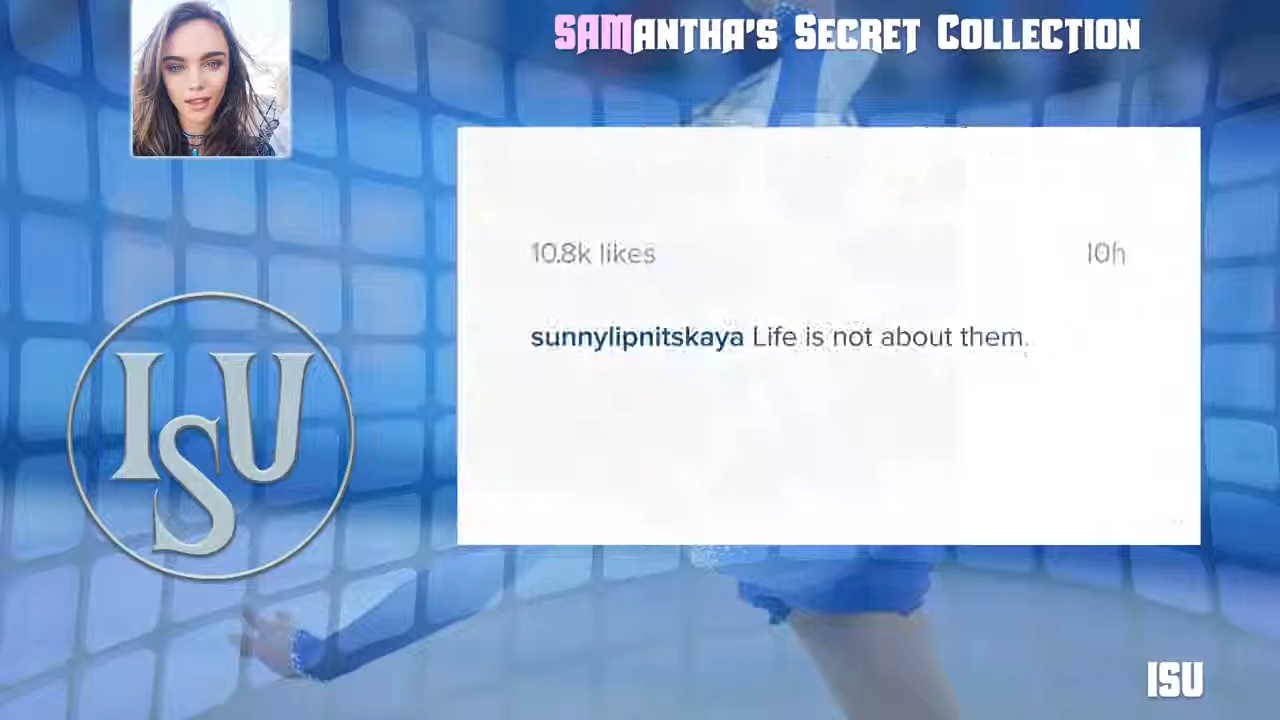 SAMANTHA'S SECRET COLLECTION
10.8k likes 10h
sunnylipnitskaya Life is not about them.
ISU
ISU